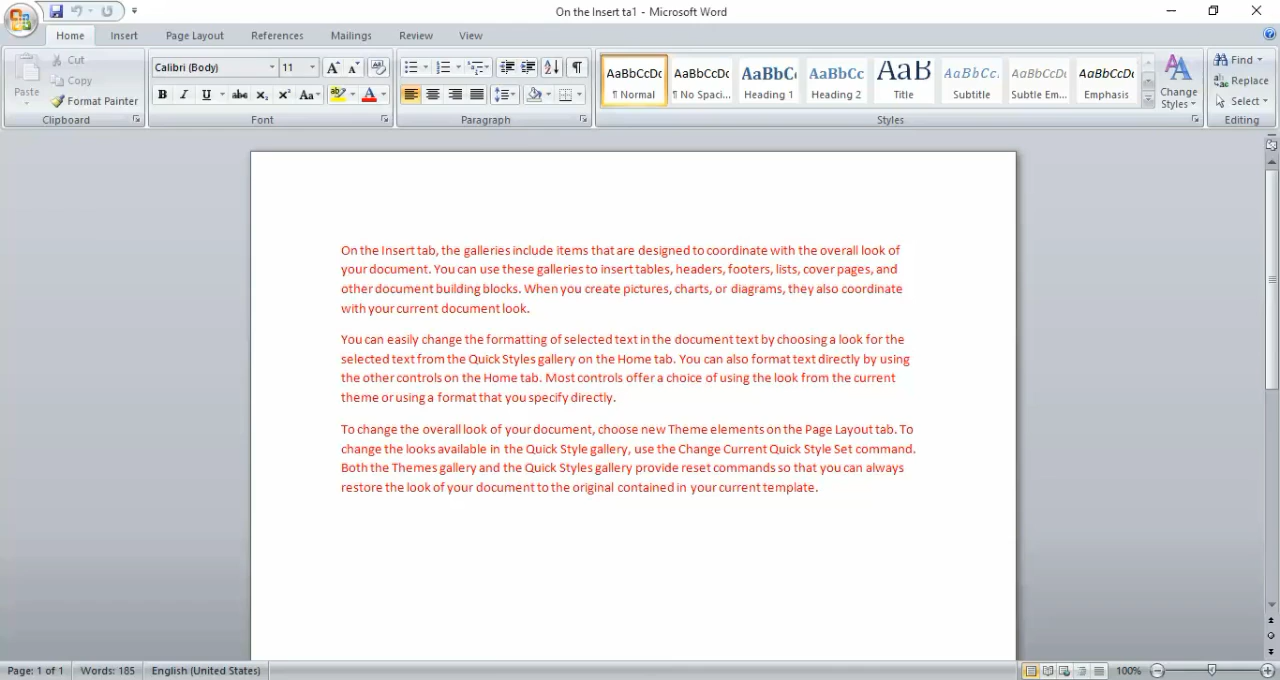 On the Insert ta1 - Microsoft Word
Home Insert Page Layout References Mailings Review View
Paste
Cut
Copy
Format Painter
Clipboard
Calibri (Body) 11
Font
Paragraph
AaBbCcDc AaBbCcDc AaBbC AaBbCc AaB AaBbCc. AaBbCcDc AaBbCcDc
¶ Normal ¶ No Spaci... Heading 1 Heading 2 Title Subtitle Subtle Em... Emphasis
Change
Styles
Styles
Find
Replace
Select
Editing
On the Insert tab, the galleries include items that are designed to coordinate with the overall look of
your document. You can use these galleries to insert tables, headers, footers, lists, cover pages, and
other document building blocks. When you create pictures, charts, or diagrams, they also coordinate
with your current document look.
You can easily change the formatting of selected text in the document text by choosing a look for the
selected text from the Quick Styles gallery on the Home tab. You can also format text directly by using
the other controls on the Home tab. Most controls offer a choice of using the look from the current
theme or using a format that you specify directly.
To change the overall look of your document, choose new Theme elements on the Page Layout tab. To
change the looks available in the Quick Style gallery, use the Change Current Quick Style Set command.
Both the Themes gallery and the Quick Styles gallery provide reset commands so that you can always
restore the look of your document to the original contained in your current template.
Page: 1 of 1 Words: 185 English (United States) 100%